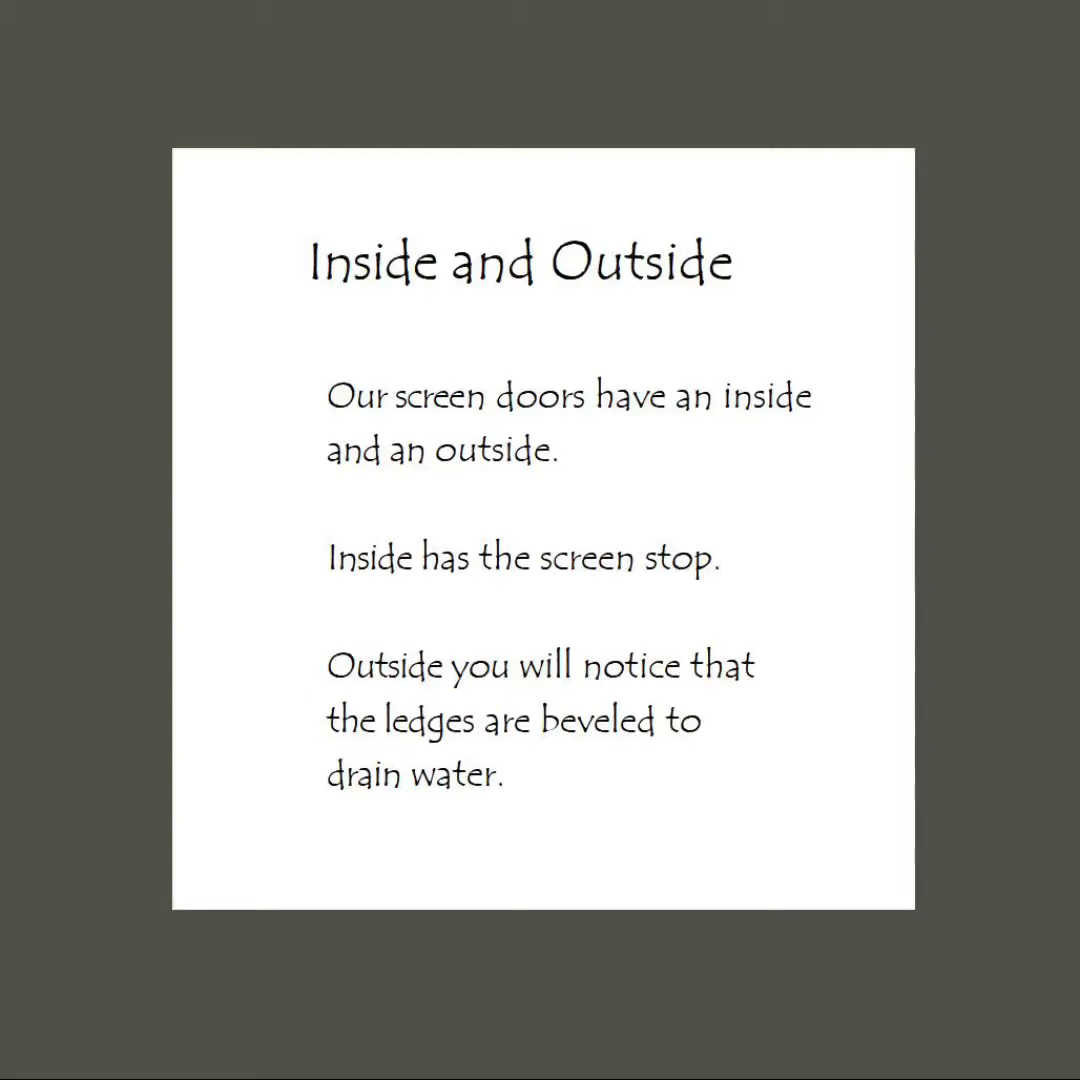 Inside and Outside
Our screen doors have an inside
and an outside.
Inside has the screen stop.
Outside you will notice that
the ledges are beveled to
drain water.